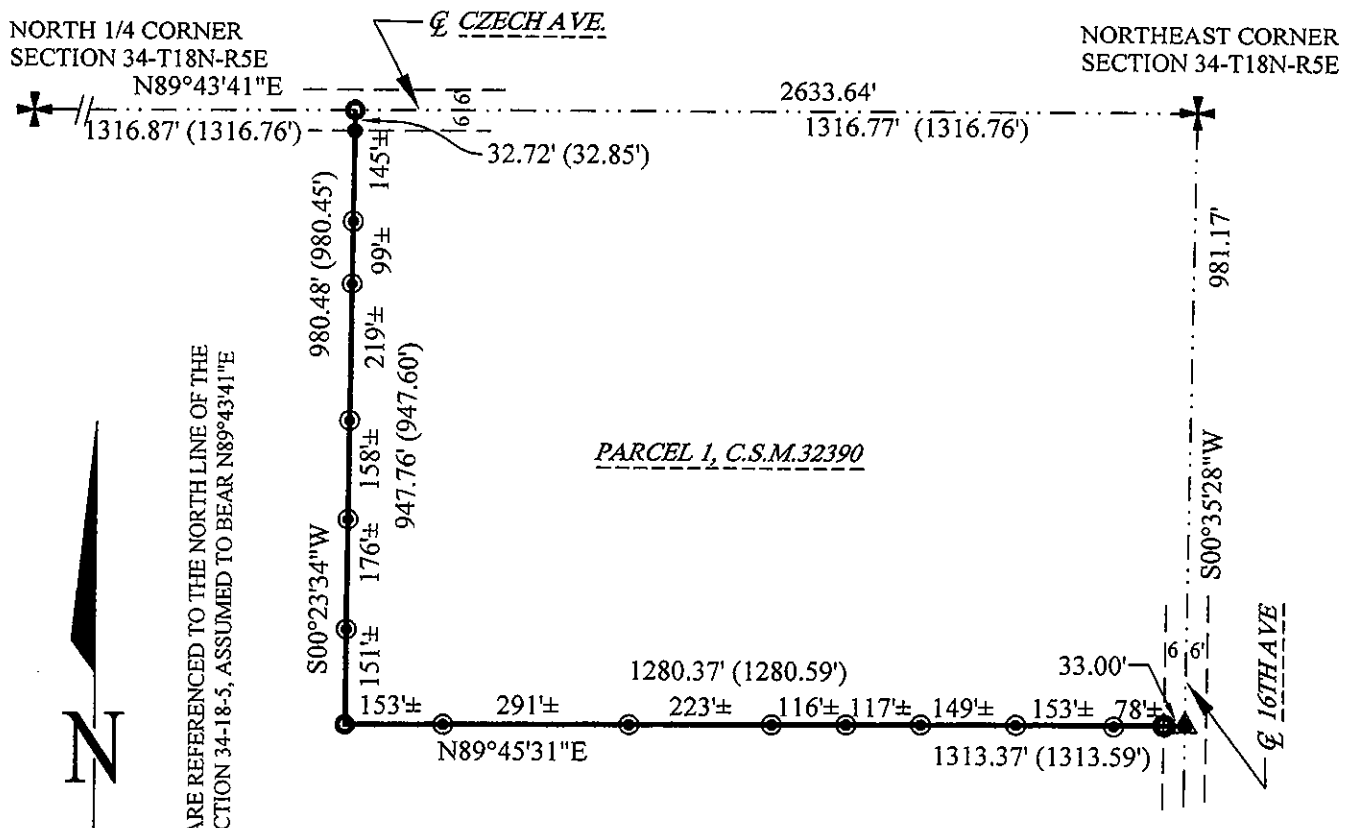 ℄ CZECH AVE.
NORTH 1/4 CORNER
SECTION 34-T18N-R5E
NORTHEAST CORNER
SECTION 34-T18N-R5E
N89°43'41"E
6'
6'
2633.64'
1316.87' (1316.76')
1316.77' (1316.76')
32.72' (32.85')
145'±
980.48' (980.45')
99'±
219'±
947.76' (947.60')
158'±
176'±
S00°23'34"W
151'±
981.17'
S00°35'28"W
PARCEL 1, C.S.M.32390
ARE REFERENCED TO THE NORTH LINE OF THE
CTION 34-18-5, ASSUMED TO BEAR N89°43'41"E
N
1280.37' (1280.59')
33.00'
6
6'
℄ 16TH AVE
153'±
291'±
223'±
116'±
117'±
149'±
153'±
78'±
N89°45'31"E
1313.37' (1313.59')